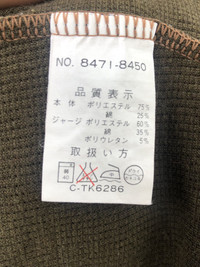 NO. 8471-8450
品質表示
本体 ポリエステル 75%
綿 25%
ジャージ ポリエステル 60%
綿 35%
ポリウレタン 5%
取扱い方
40
C-TK6286